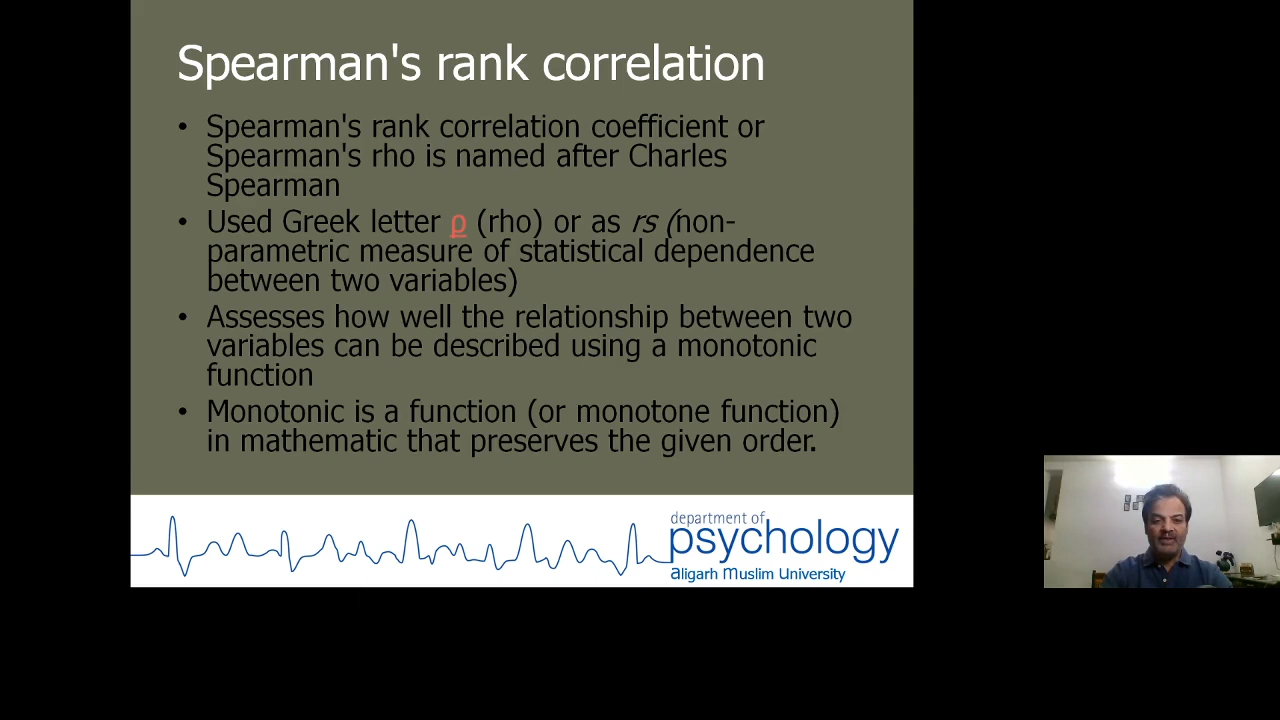 Spearman's rank correlation
• Spearman's rank correlation coefficient or
Spearman's rho is named after Charles
Spearman
• Used Greek letter ρ (rho) or as rs (non-
parametric measure of statistical dependence
between two variables)
• Assesses how well the relationship between two
variables can be described using a monotonic
function
• Monotonic is a function (or monotone function)
in mathematic that preserves the given order.
department of
psychology
aligarh muslim University